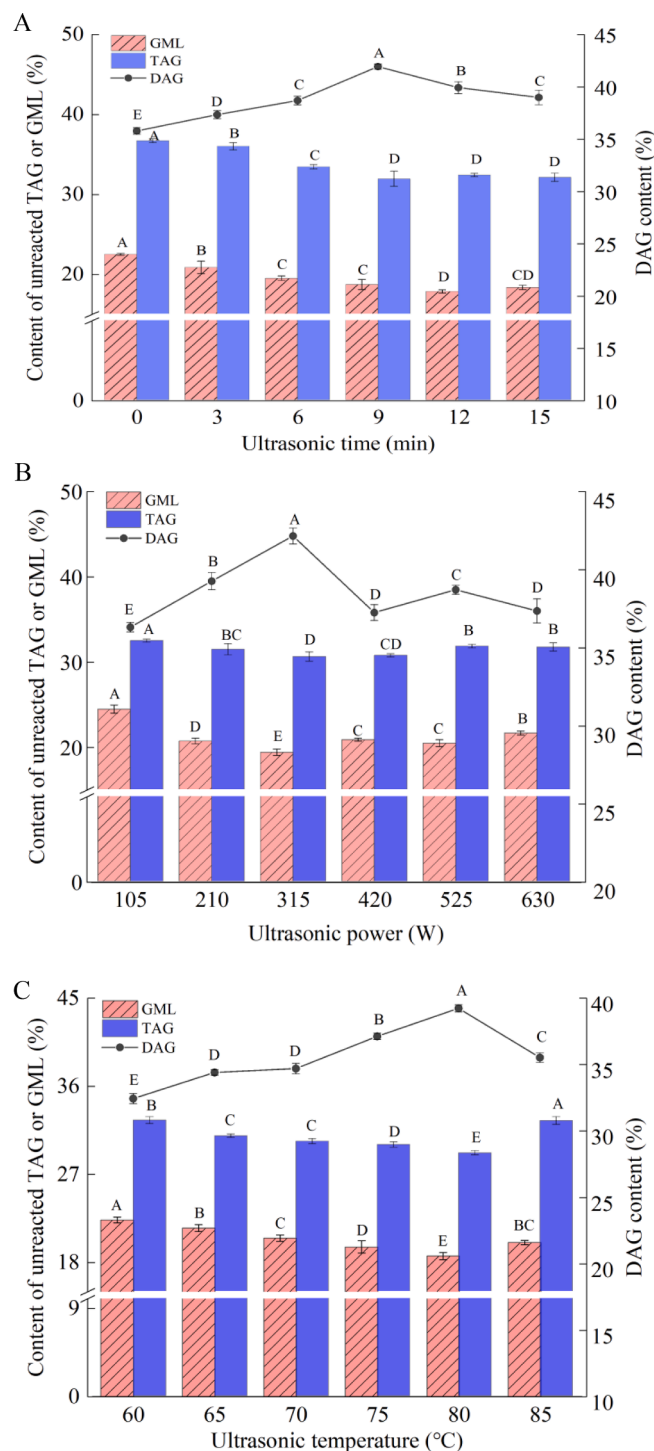 A
50
40
30
20
0
Content of unreacted TAG or GML (%)
GML
TAG
DAG
E
D
C
A
B
C
A
B
C
D
D
D
A
B
C
C
D
CD
45
40
35
30
25
20
15
10
DAG content (%)
0 3 6 9 12 15
Ultrasonic time (min)
B
50
40
30
20
0
Content of unreacted TAG or GML (%)
GML
TAG
DAG
E
B
A
D
C
D
A
BC
D
CD
B
B
A
D
E
C
C
B
45
40
35
30
25
20
DAG content (%)
105 210 315 420 525 630
Ultrasonic power (W)
C
45
36
27
18
9
0
Content of unreacted TAG or GML (%)
GML
TAG
DAG
E
D
D
B
A
C
B
C
C
D
E
A
A
B
C
D
E
BC
40
35
30
25
20
15
10
DAG content (%)
60 65 70 75 80 85
Ultrasonic temperature (°C)